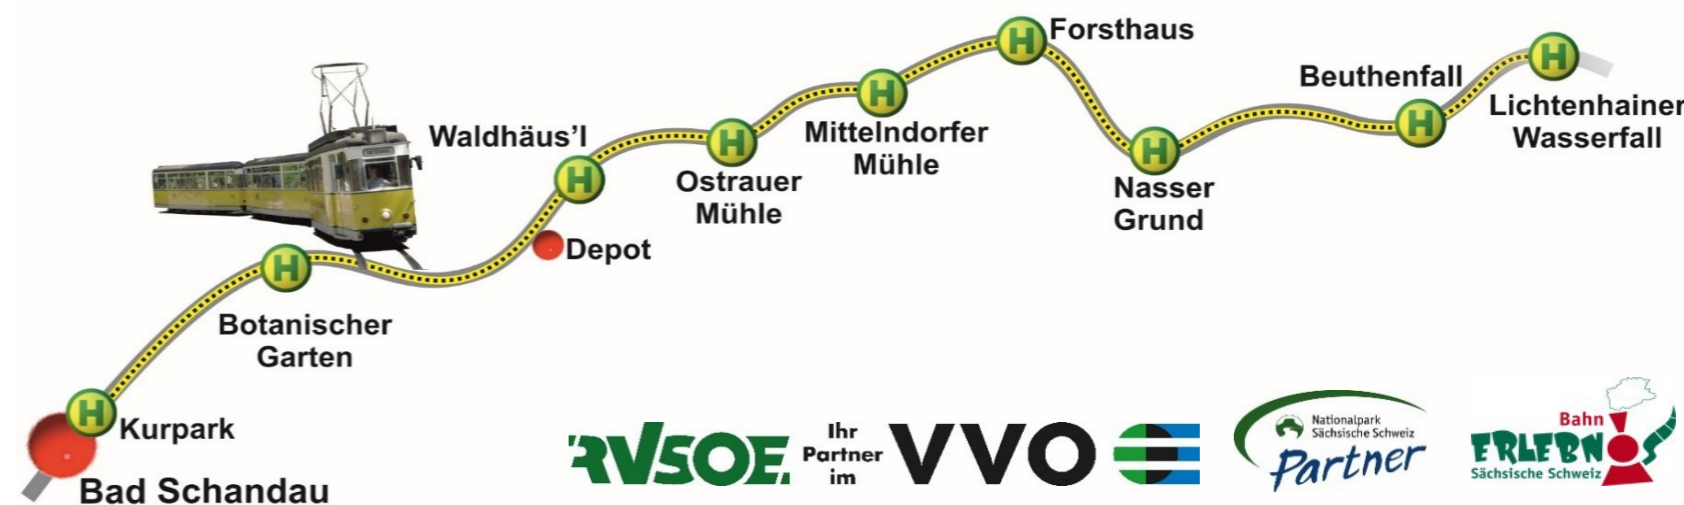 Forsthaus
Beuthenfall
Lichtenhainer
Wasserfall
Waldhäus'l
Mittelndorfer
Mühle
Ostrauer
Mühle
Nasser
Grund
Depot
Botanischer
Garten
Kurpark
Bad Schandau
H
H
H
H
H
H
H
H
H
RVSOE
Ihr
Partner
im
VVO
Nationalpark
Sächsische Schweiz
Partner
Bahn
ERLEBNIS
Sächsische Schweiz